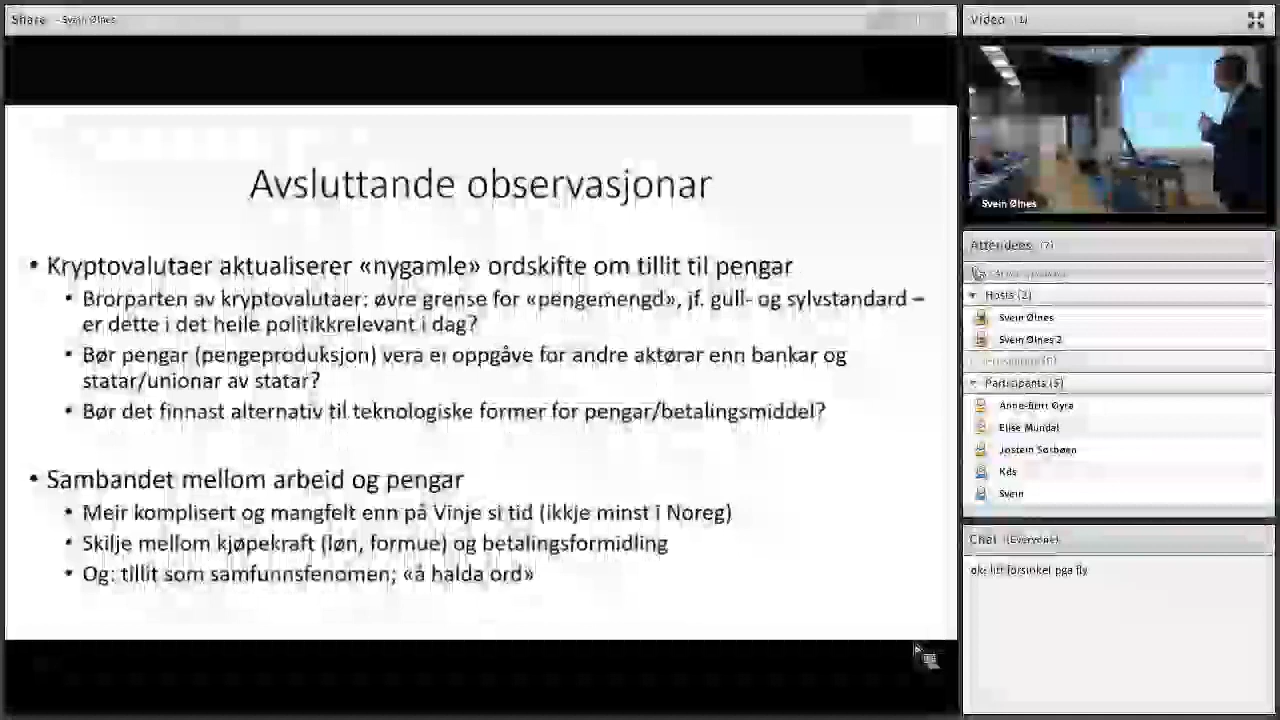 Share - Svein Ølnes
Avsluttande observasjonar
• Kryptovalutaer aktualiserer «nygamle» ordskifte om tillit til pengar
• Brorparten av kryptovalutaer: øvre grense for «pengemengd», jf. gull- og sylvstandard –
er dette i det heile politikkrelevant i dag?
• Bør pengar (pengeproduksjon) vera ei oppgåve for andre aktørar enn bankar og
statar/unionar av statar?
• Bør det finnast alternativ til teknologiske former for pengar/betalingsmiddel?
• Sambandet mellom arbeid og pengar
• Meir komplisert og mangfelt enn på Vinje si tid (ikkje minst i Noreg)
• Skilje mellom kjøpekraft (løn, formue) og betalingsformidling
• Og: tillit som samfunnsfenomen; «å halda ord»
Video (1)
Svein Ølnes
Attendees (7)
Hosts (2)
Svein Ølnes
Svein Ølnes 2
Participants (5)
Elise Mundal
Kds
Svein
Chat (Everyone)
ok: litt forsinket pga fly